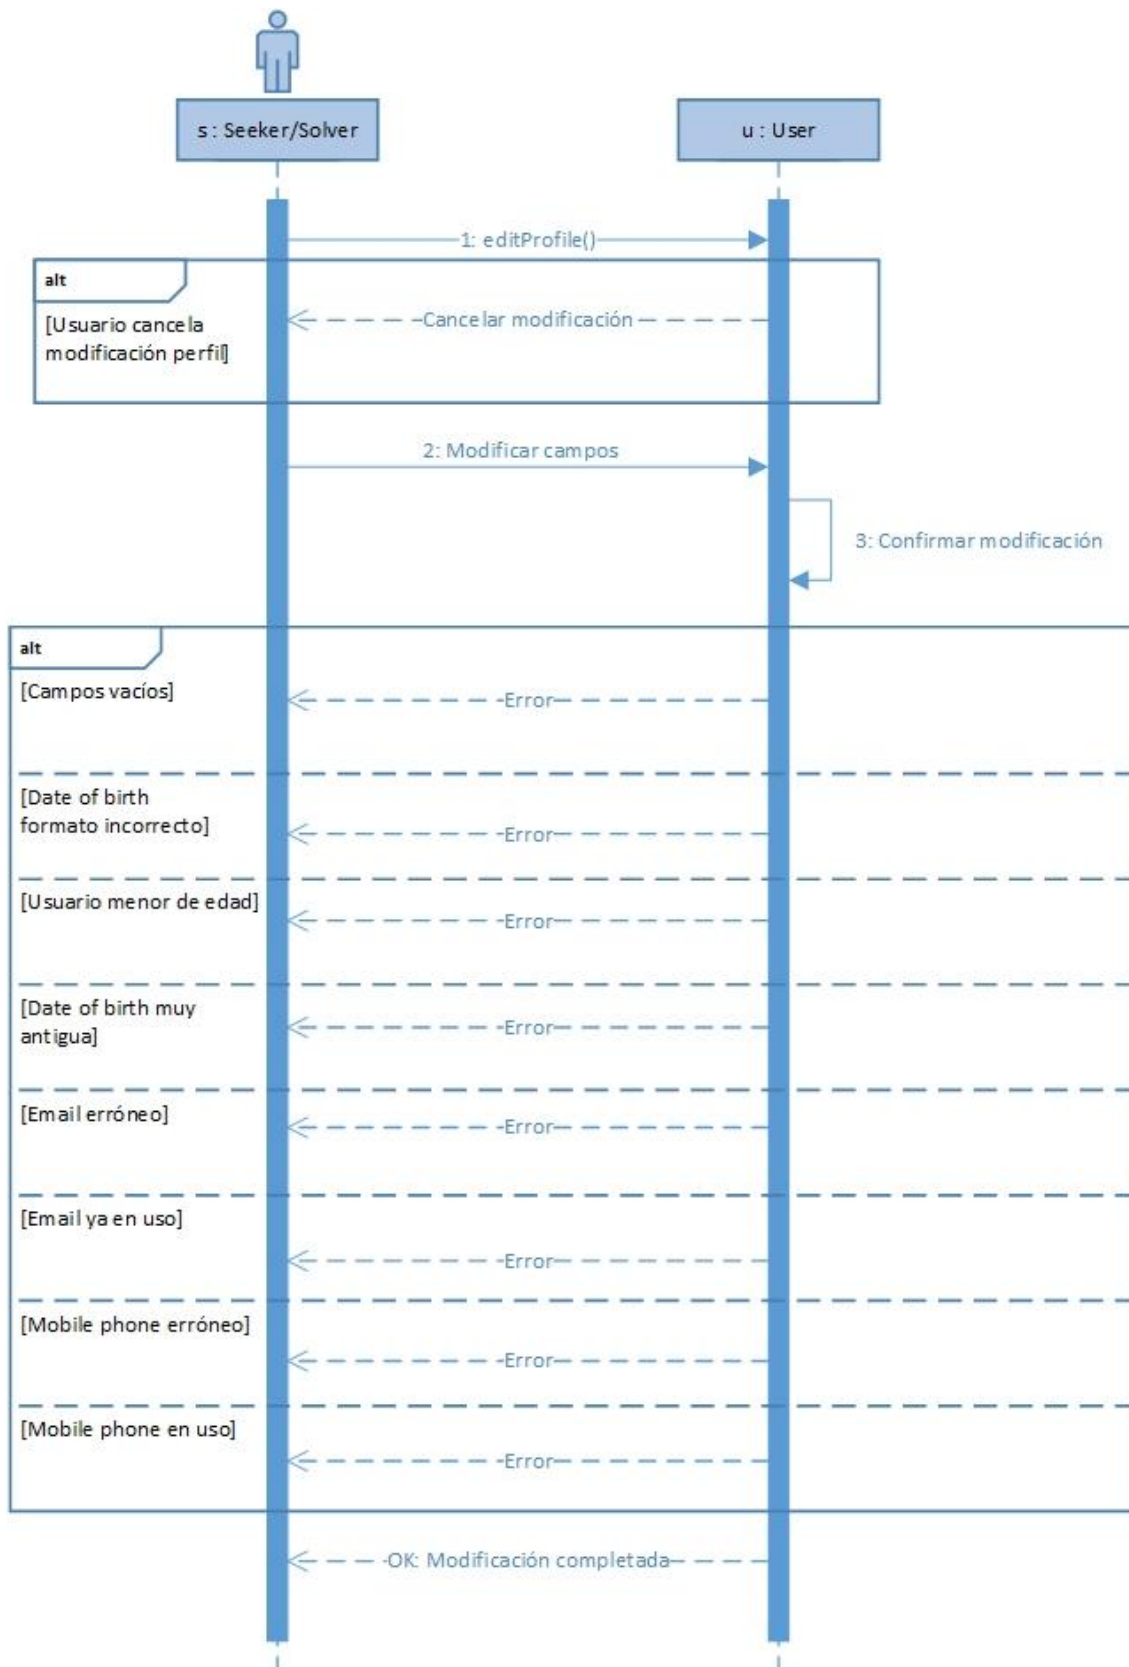 s : Seeker/Solver
u : User
1: editProfile()
alt
[Usuario cancela
modificación perfil]
Cancelar modificación
2: Modificar campos
3: Confirmar modificación
alt
[Campos vacíos]
Error
[Date of birth
formato incorrecto]
Error
[Usuario menor de edad]
Error
[Date of birth muy
antigua]
Error
[Email erróneo]
Error
[Email ya en uso]
Error
[Mobile phone erróneo]
Error
[Mobile phone en uso]
Error
OK: Modificación completada